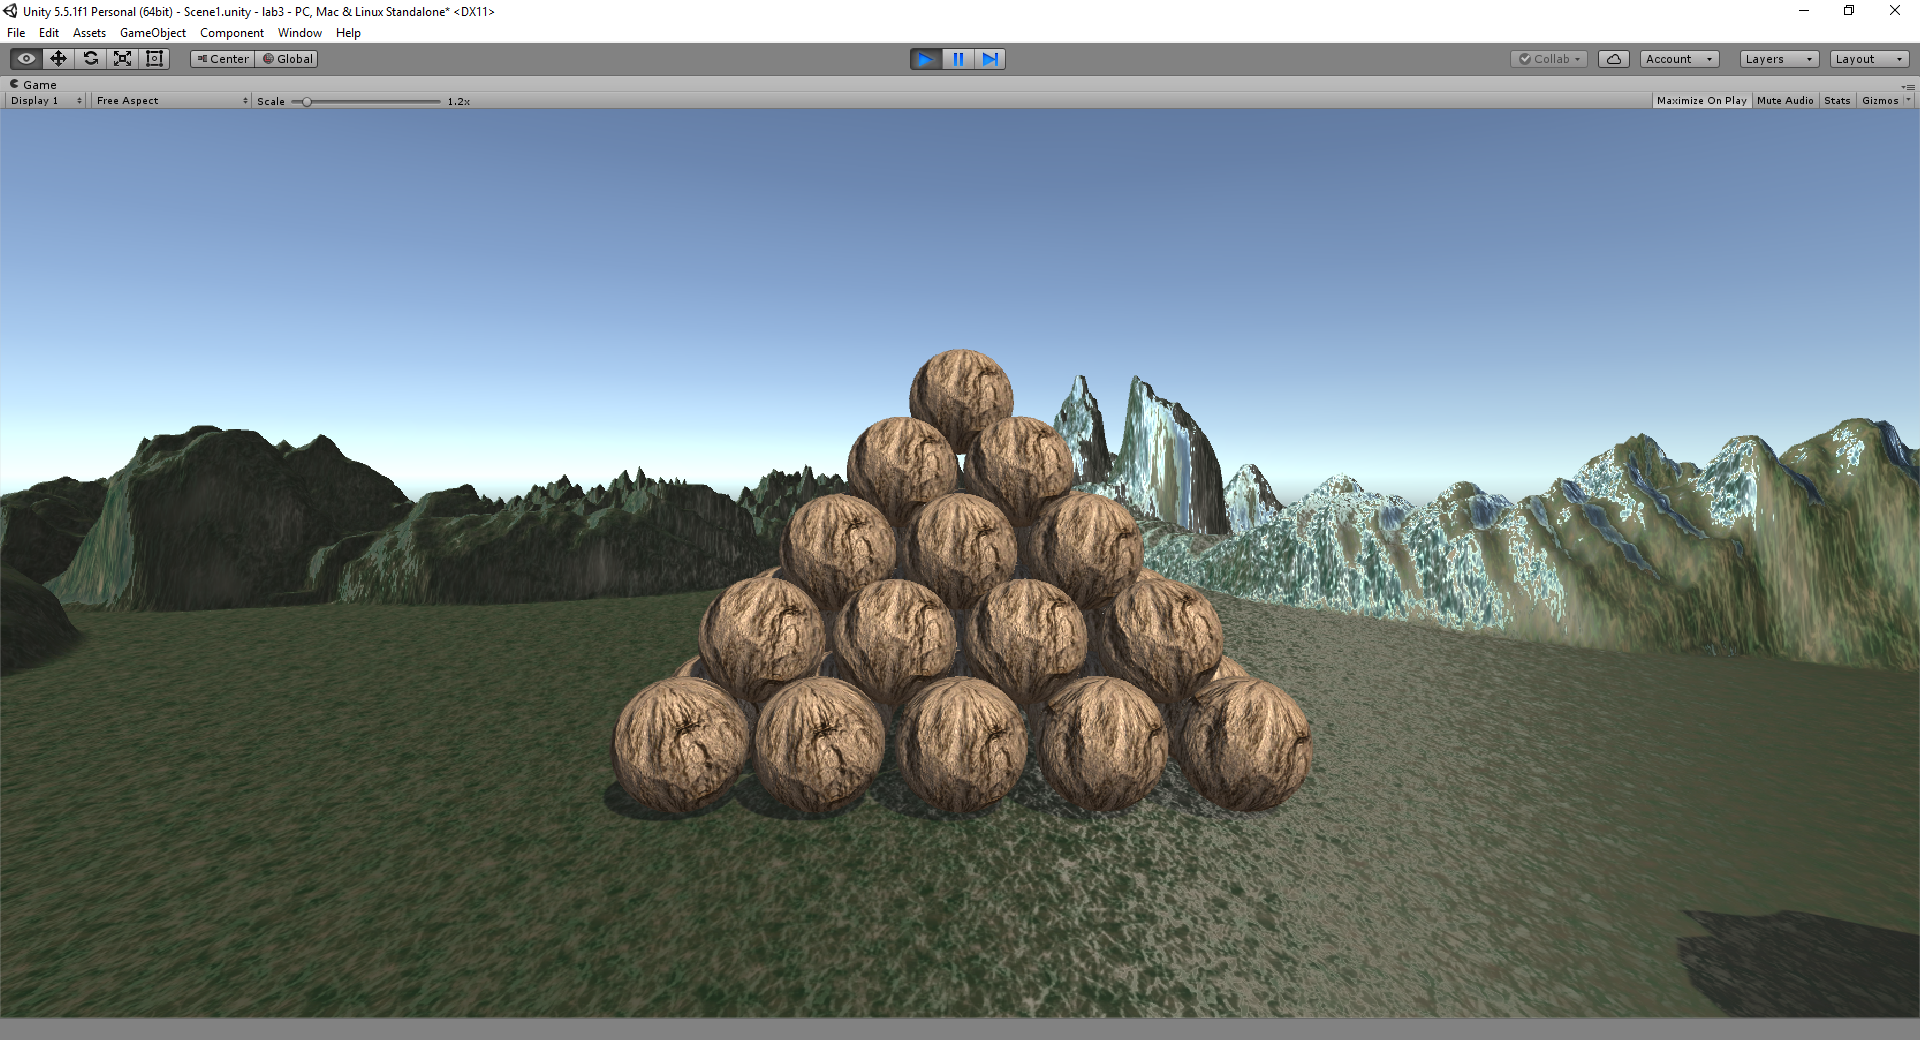 Unity 5.5.1f1 Personal (64bit) - Scene1.unity - lab3 - PC, Mac & Linux Standalone* <DX11>
File Edit Assets GameObject Component Window Help
Center Global Collab Account Layers Layout
Game
Display 1 Free Aspect Scale 1.2x Maximize On Play Mute Audio Stats Gizmos